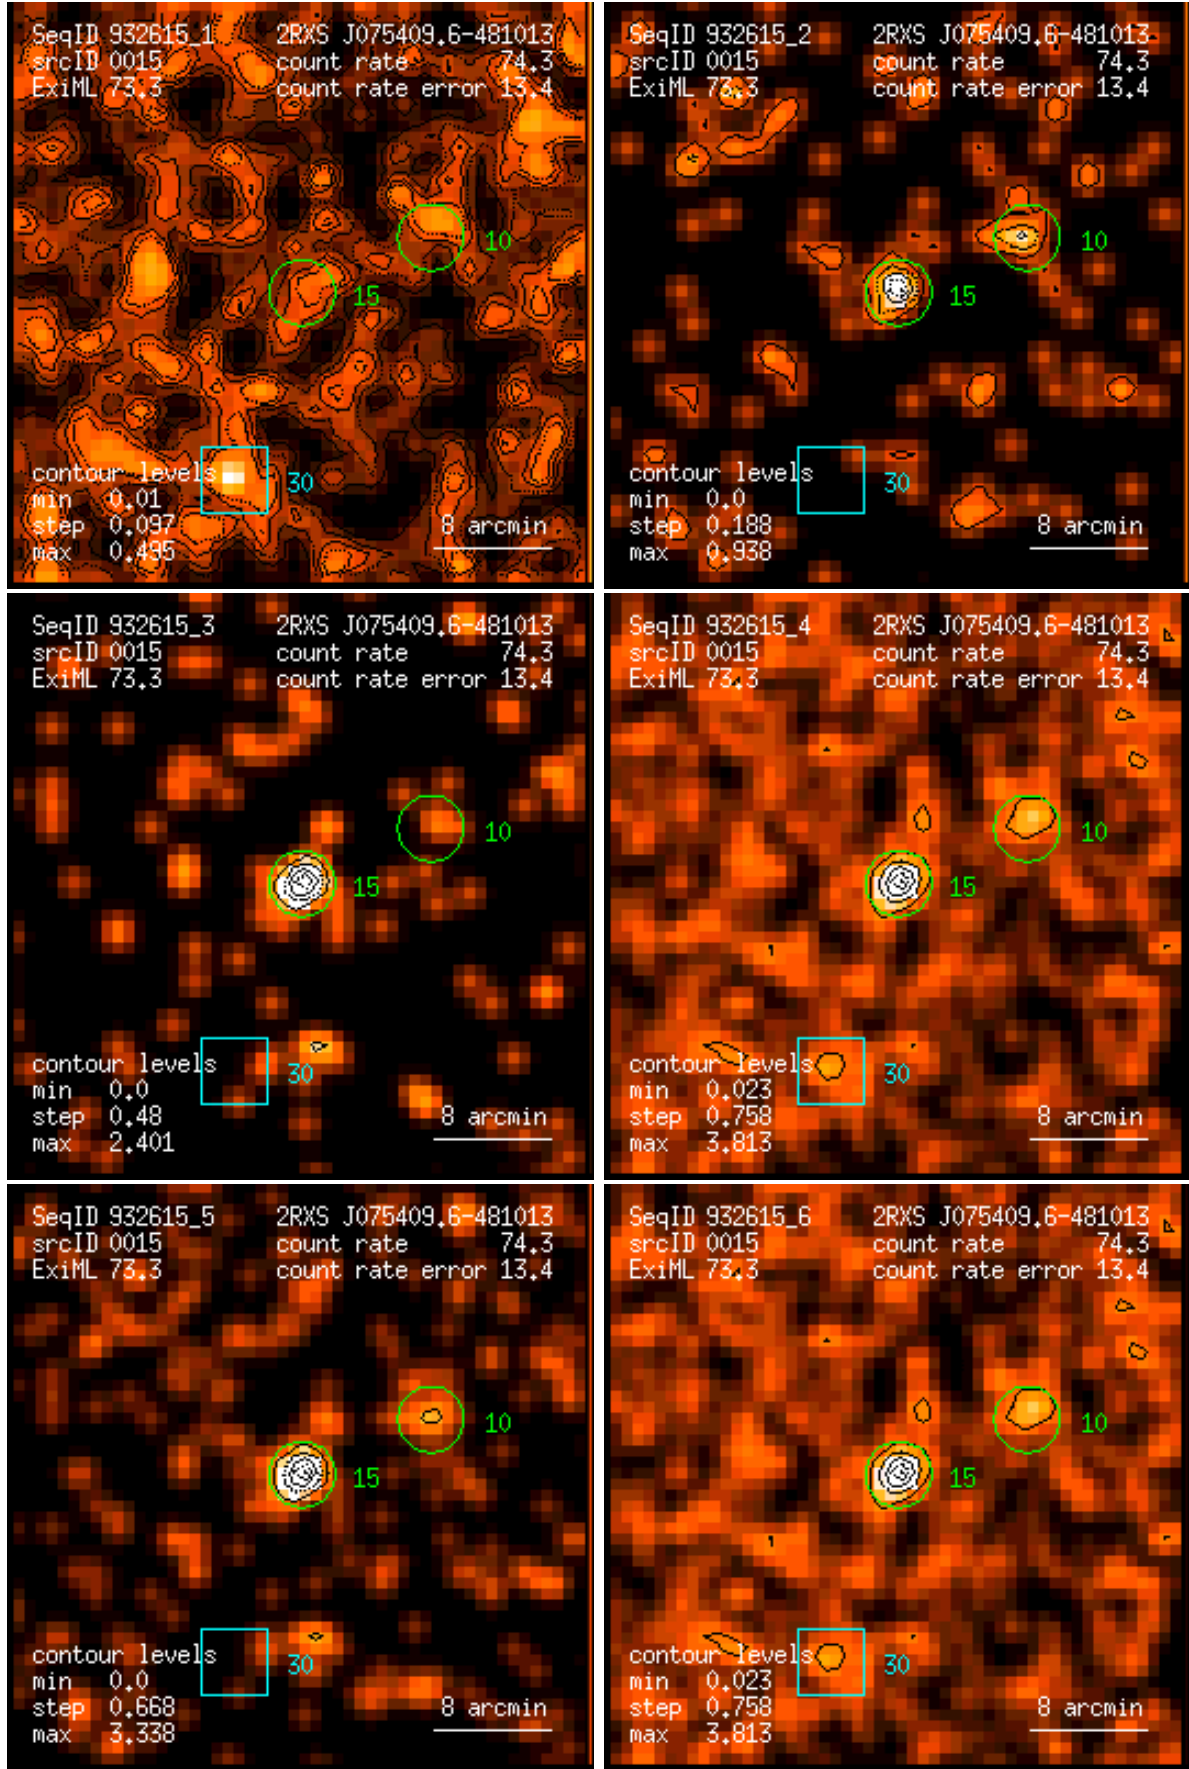 SeqID 932615_1 2RXS J075409.6-481013
srcID 0015 count rate 74.3
ExiML 73.3 count rate error 13.4
10
15
contour levels
30
min 0.01
step 0.097 8 arcmin
max 0.495
SeqID 932615_2 2RXS J075409.6-481013
srcID 0015 count rate 74.3
ExiML 73.3 count rate error 13.4
10
15
contour levels
30
min 0.0
step 0.188 8 arcmin
max 0.938
SeqID 932615_3 2RXS J075409.6-481013
srcID 0015 count rate 74.3
ExiML 73.3 count rate error 13.4
10
15
contour levels
30
min 0.0
step 0.48 8 arcmin
max 2.401
SeqID 932615_4 2RXS J075409.6-481013
srcID 0015 count rate 74.3
ExiML 73.3 count rate error 13.4
10
15
contour levels
30
min 0.023
step 0.758 8 arcmin
max 3.813
SeqID 932615_5 2RXS J075409.6-481013
srcID 0015 count rate 74.3
ExiML 73.3 count rate error 13.4
10
15
contour levels
30
min 0.0
step 0.668 8 arcmin
max 3.338
SeqID 932615_6 2RXS J075409.6-481013
srcID 0015 count rate 74.3
ExiML 73.3 count rate error 13.4
10
15
contour levels
30
min 0.023
step 0.758 8 arcmin
max 3.813